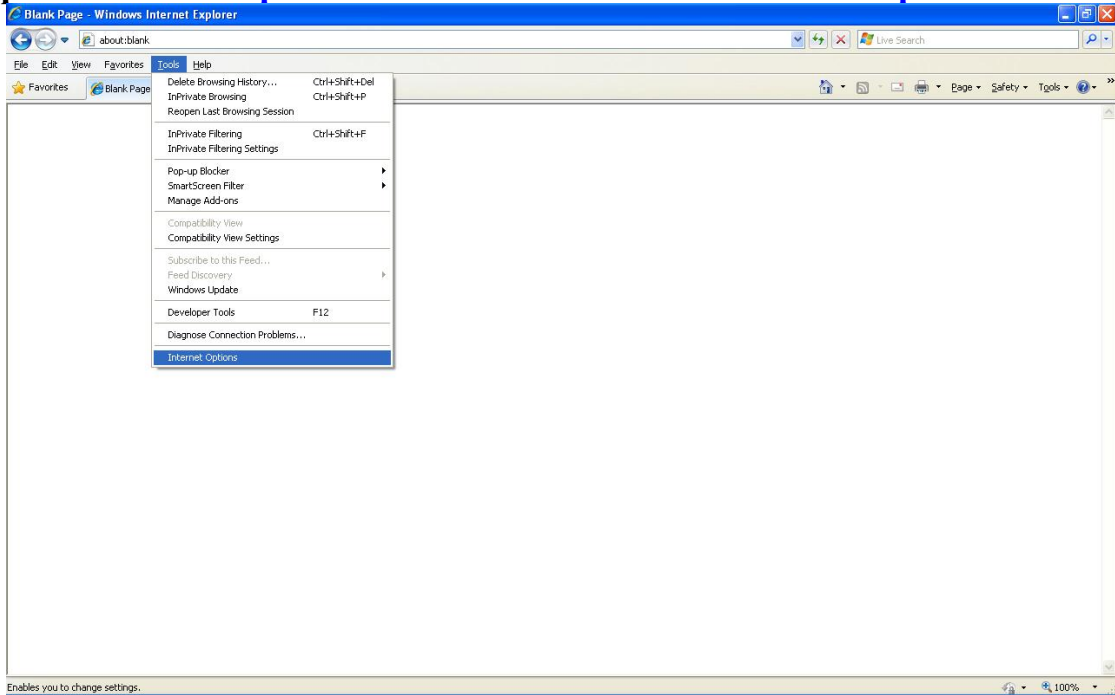 Blank Page - Windows Internet Explorer
about:blank
Live Search
File Edit View Favorites Tools Help
Favorites Blank Page
Page Safety Tools
Delete Browsing History... Ctrl+Shift+Del
InPrivate Browsing Ctrl+Shift+P
Reopen Last Browsing Session
InPrivate Filtering Ctrl+Shift+F
InPrivate Filtering Settings
Pop-up Blocker
SmartScreen Filter
Manage Add-ons
Compatibility View
Compatibility View Settings
Subscribe to this Feed...
Feed Discovery
Windows Update
Developer Tools F12
Diagnose Connection Problems...
Internet Options
Enables you to change settings.
100%